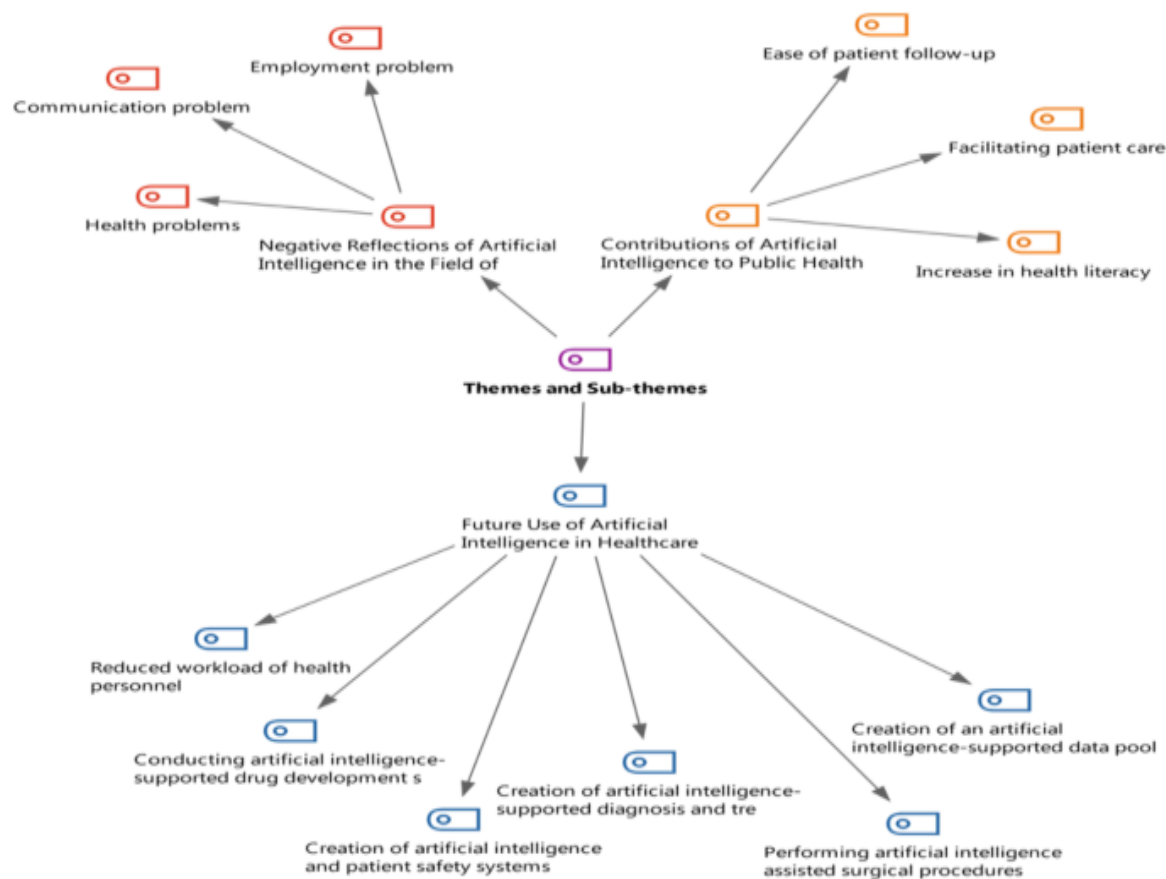 Employment problem
Communication problem
Health problems
Negative Reflections of Artificial
Intelligence in the Field of
Ease of patient follow-up
Facilitating patient care
Contributions of Artificial
Intelligence to Public Health
Increase in health literacy
Themes and Sub-themes
Future Use of Artificial
Intelligence in Healthcare
Reduced workload of health
personnel
Conducting artificial intelligence-
supported drug development s
Creation of artificial intelligence
and patient safety systems
Creation of artificial intelligence-
supported diagnosis and tre
Performing artificial intelligence
assisted surgical procedures
Creation of an artificial
intelligence-supported data pool